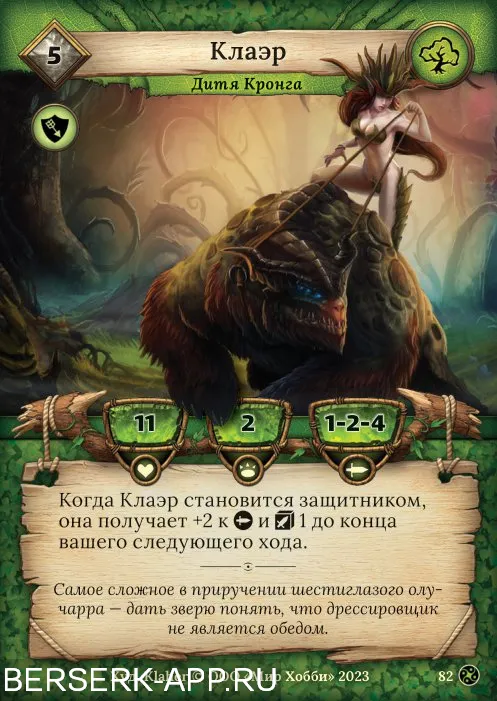 5
Клаэр
Дитя Кронга
11
2
1-2-4
Когда Клаэр становится защитником,
она получает +2 к и 1 до конца
вашего следующего хода.
Самое сложное в приручении шестиглазого олу-
чарра — дать зверю понять, что дрессировщик
не является обедом.
ООО «Мир Хобби» 2023
82
BERSERK-APP.RU